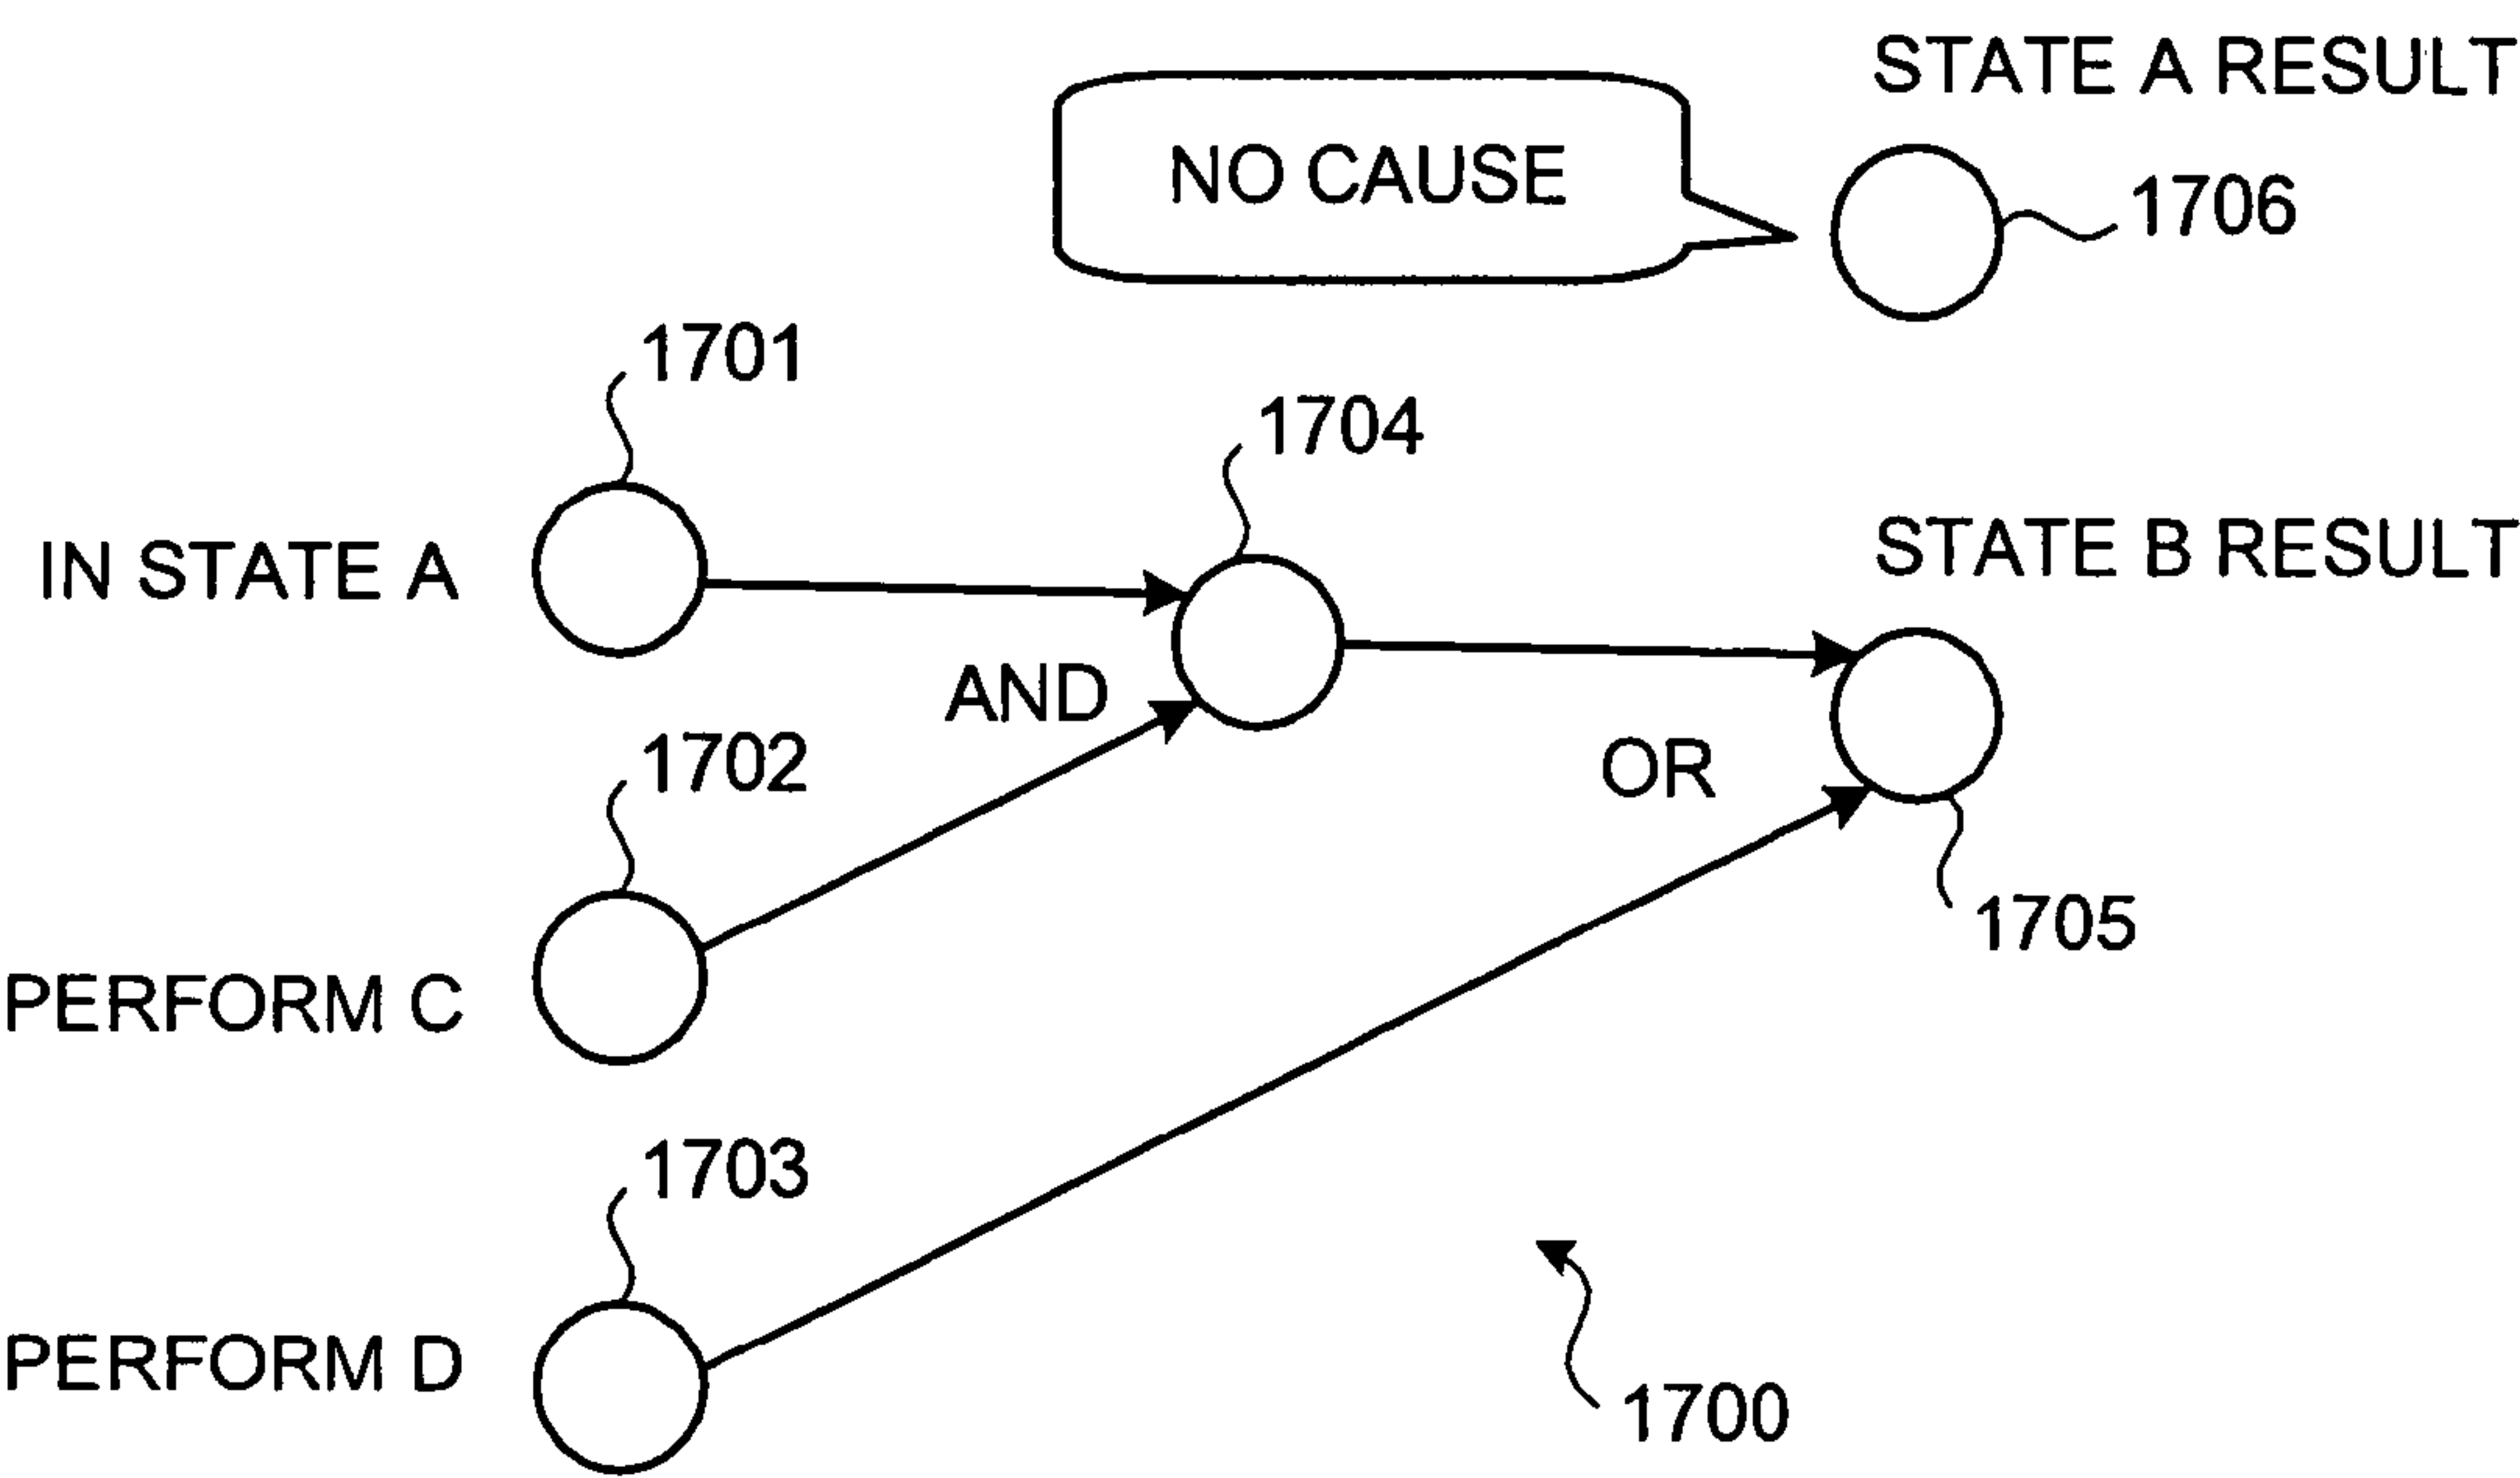 STATE A RESULT
NO CAUSE
1706
1701
1704
IN STATE A
STATE B RESULT
AND
1702
OR
1705
PERFORM C
1703
PERFORM D
1700